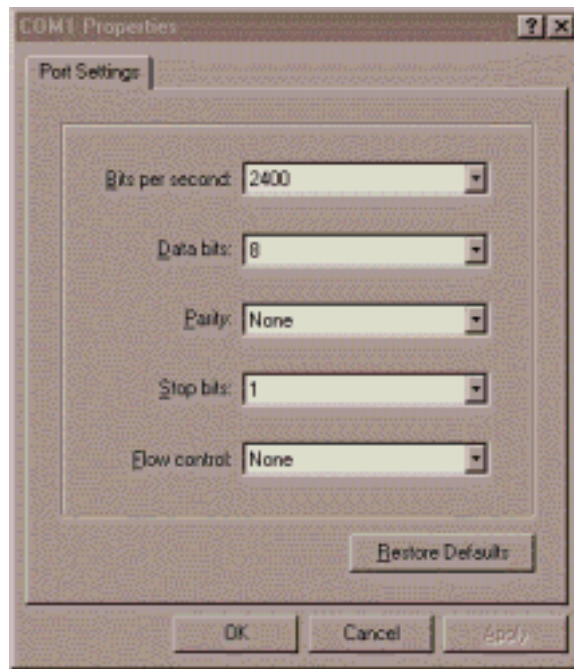 COM1 Properties
Port Settings
Bits per second: 2400
Data bits: 8
Parity: None
Stop bits: 1
Flow control: None
Restore Defaults
OK Cancel Apply